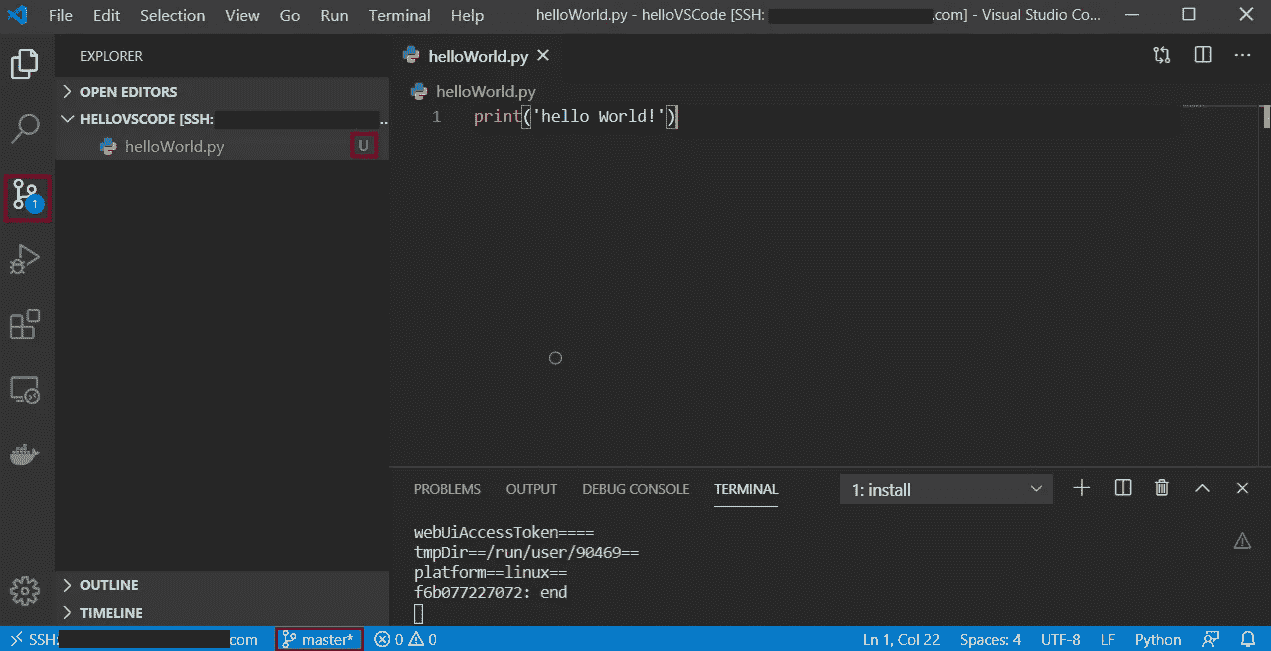 File Edit Selection View Go Run Terminal Help helloWorld.py - helloVSCode [SSH: .com] - Visual Studio Co...
EXPLORER
OPEN EDITORS
HELLOVSCODE [SSH: ..
helloWorld.py U
1
helloWorld.py
helloWorld.py
1 print('hello World!')
PROBLEMS OUTPUT DEBUG CONSOLE TERMINAL 1: install
webUiAccessToken====
tmpDir==/run/user/90469==
platform==linux==
f6b077227072: end
OUTLINE
TIMELINE
SSH: com master* 0 0 Ln 1, Col 22 Spaces: 4 UTF-8 LF Python